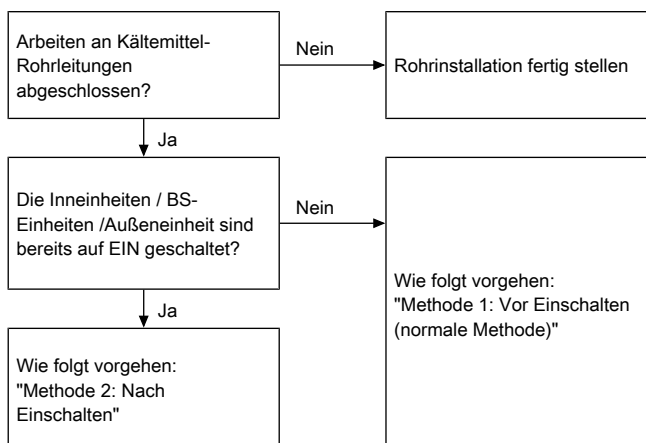 Arbeiten an Kältemittel-
Rohrleitungen
abgeschlossen?
Nein
Rohrinstallation fertig stellen
Ja
Die Inneinheiten / BS-
Einheiten /Außeneinheit sind
bereits auf EIN geschaltet?
Nein
Wie folgt vorgehen:
"Methode 1: Vor Einschalten
(normale Methode)"
Ja
Wie folgt vorgehen:
"Methode 2: Nach
Einschalten"